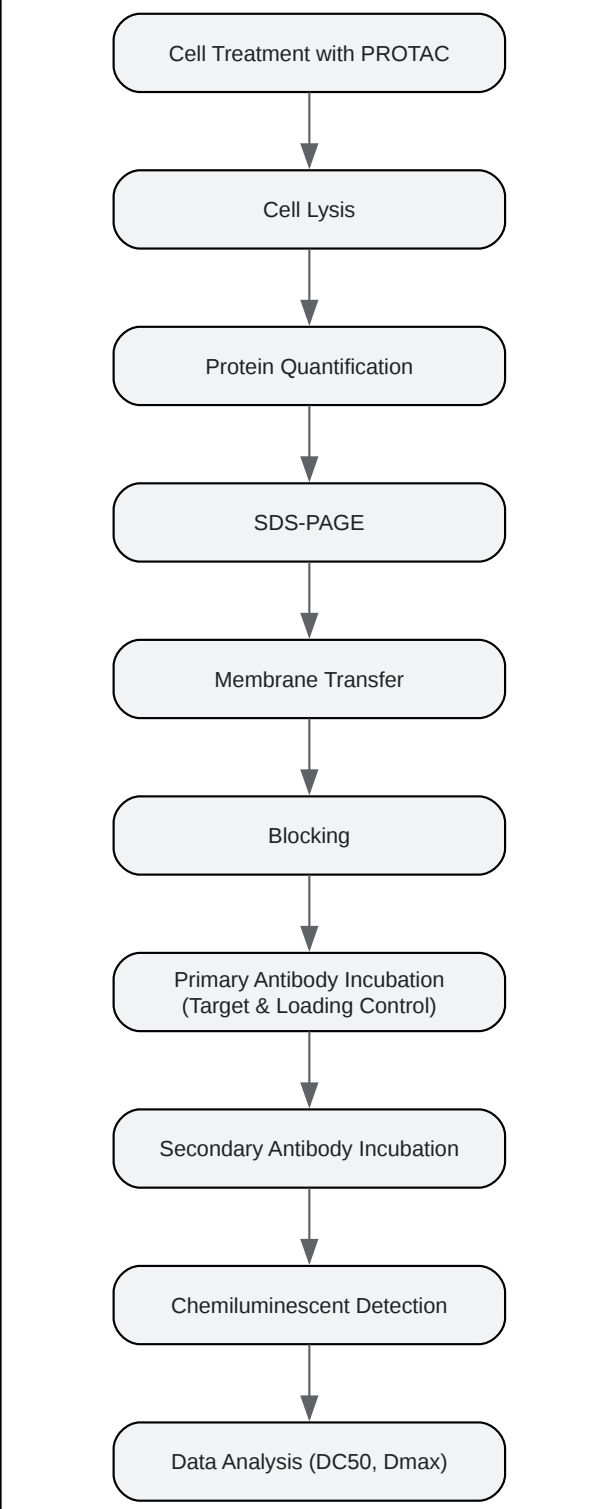 Cell Treatment with PROTAC
Cell Lysis
Protein Quantification
SDS-PAGE
Membrane Transfer
Blocking
Primary Antibody Incubation
(Target & Loading Control)
Secondary Antibody Incubation
Chemiluminescent Detection
Data Analysis (DC50, Dmax)